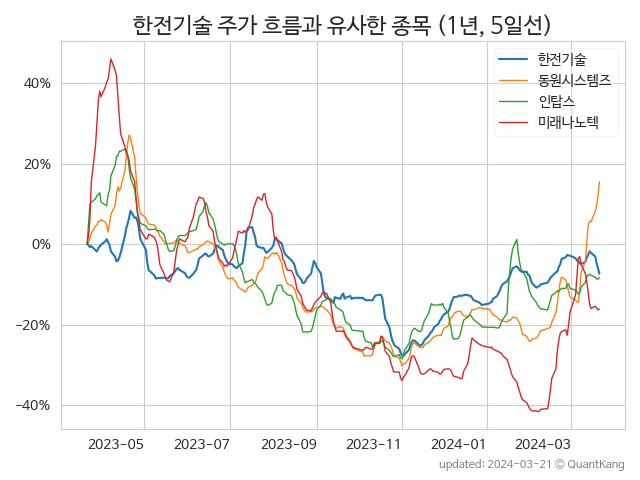 한전기술 주가 흐름과 유사한 종목 (1년, 5일선)
한전기술
동원시스템즈
인탑스
미래나노텍
40%
20%
0%
−20%
−40%
2023-05 2023-07 2023-09 2023-11 2024-01 2024-03
updated: 2024-03-21 © QuantKang